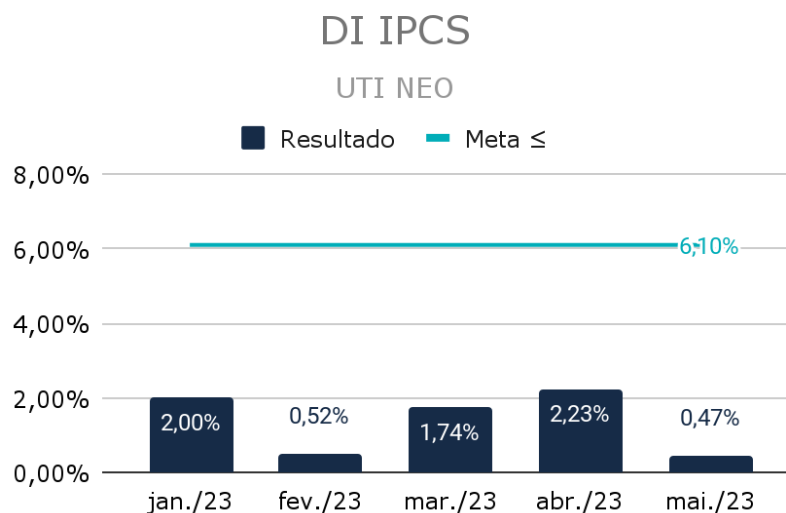 DI IPCS
UTI NEO
Resultado Meta ≤
8,00%
6,00%
4,00%
2,00%
0,00%
6,10%
2,00%
0,52%
1,74%
2,23%
0,47%
jan./23 fev./23 mar./23 abr./23 mai./23